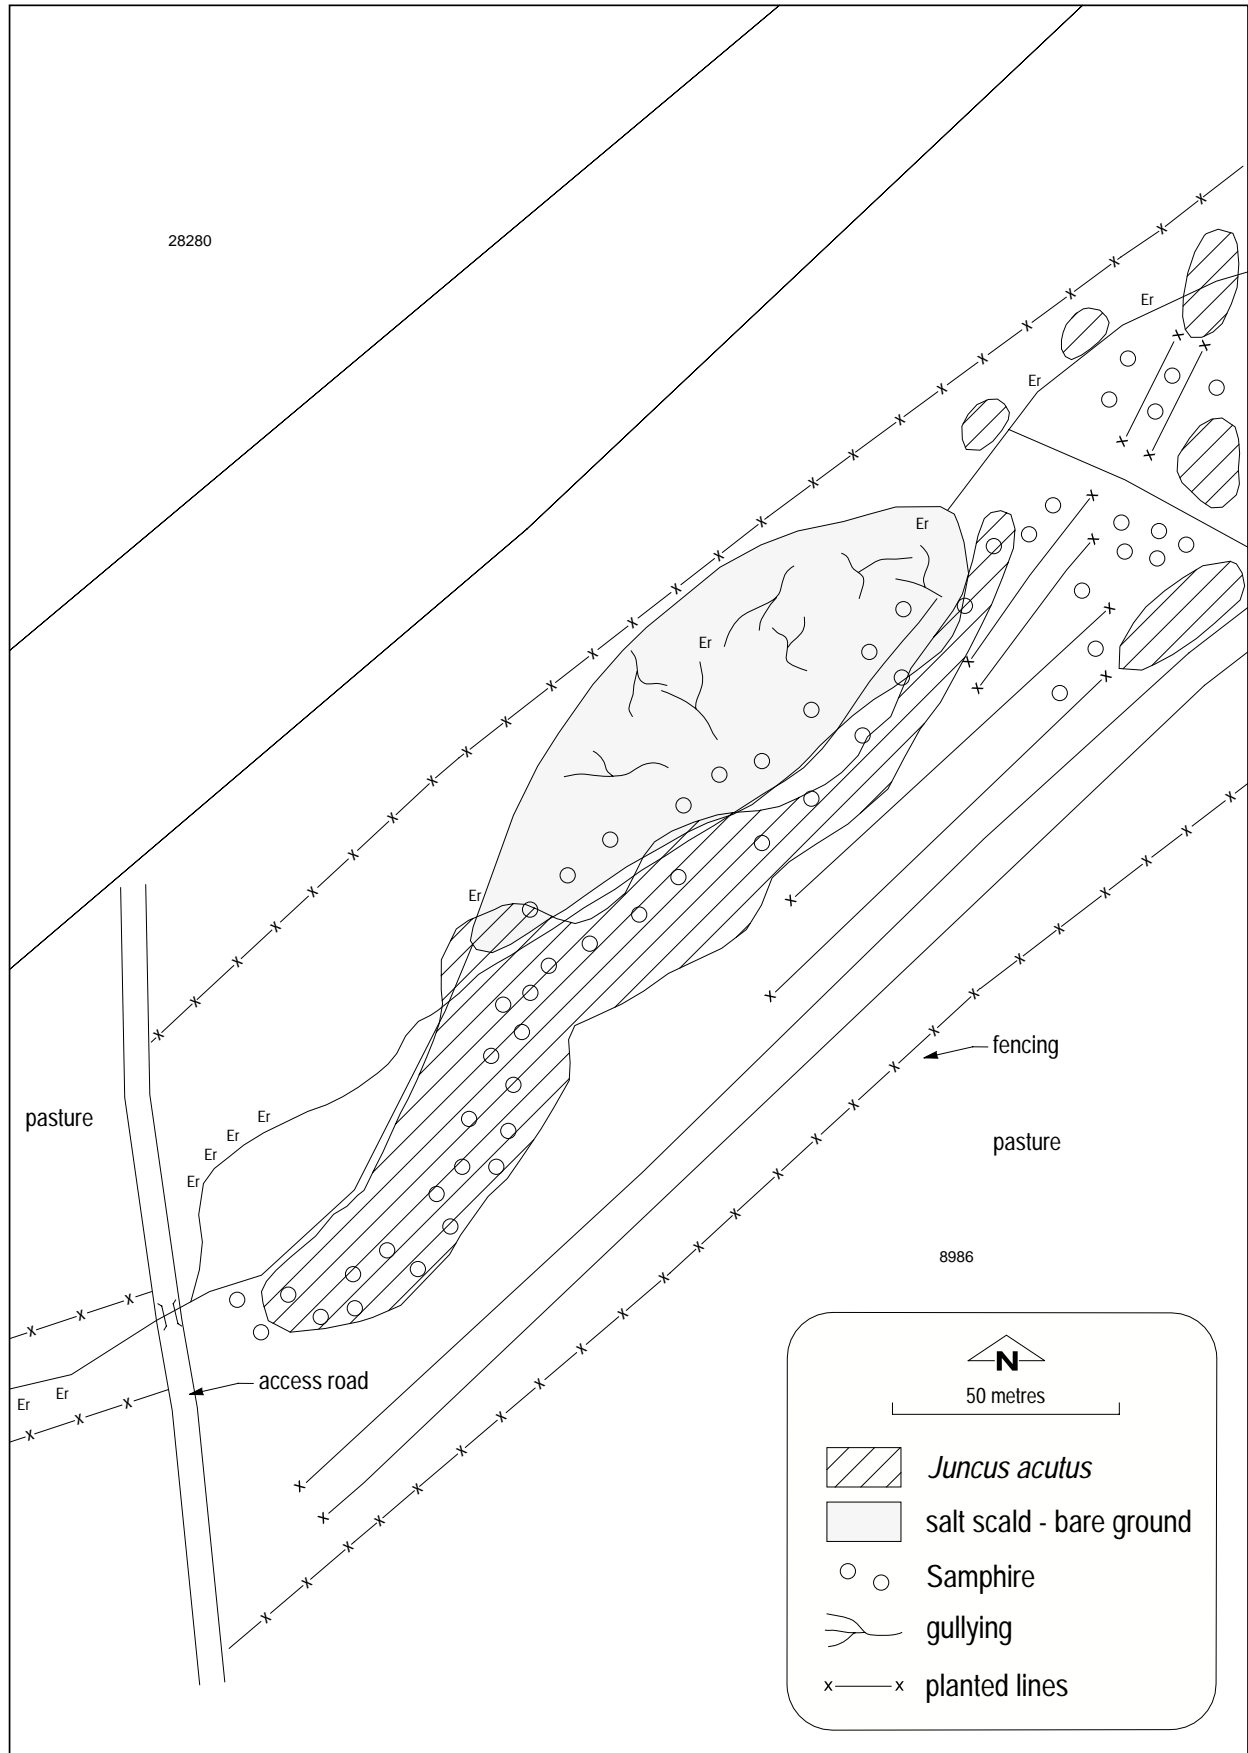 28280
Er
Er
Er
Er
Er
fencing
pasture
Er
Er
Er
pasture
Er
8986
access road
Er
Er
N
50 metres
Juncus acutus
salt scald - bare ground
Samphire
gullying
x x planted lines